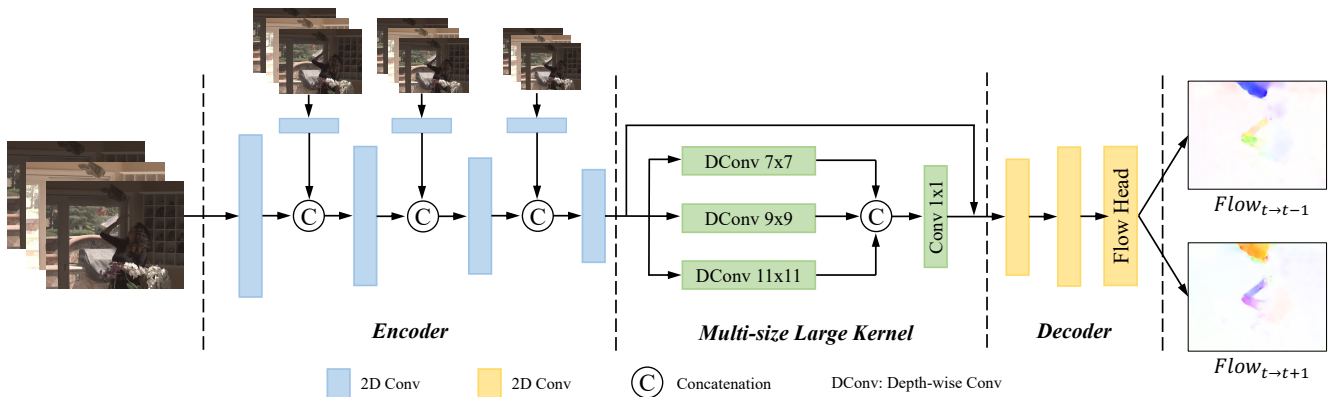 C
C
C
DConv 7x7
DConv 9x9
DConv 11x11
C
Conv 1x1
Flow Head
Flow_{t→t−1}
Flow_{t→t+1}
Encoder
Multi-size Large Kernel
Decoder
2D Conv
2D Conv
C Concatenation
DConv: Depth-wise Conv